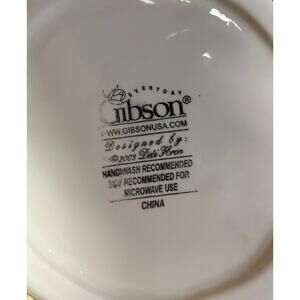 EVERYDAY
Gibson®
WWW.GIBSONUSA.COM
Designed by:
©2003 Debi Hron
HANDWASH RECOMMENDED
NOT RECOMMENDED FOR
MICROWAVE USE
CHINA